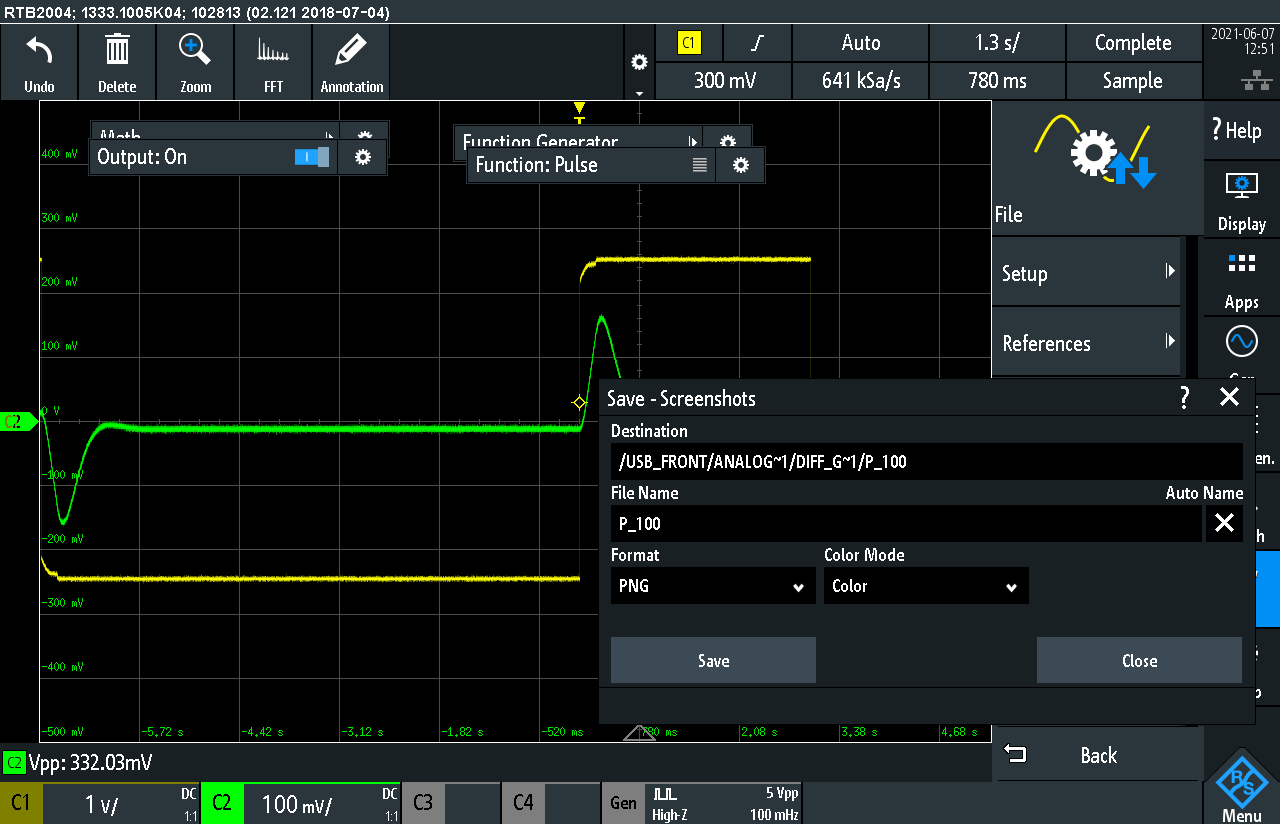 RTB2004; 1333.1005K04; 102813 (02.121 2018-07-04)
Undo
Delete
Zoom
FFT
Annotation
C1
Auto
1.3 s/
Complete
300 mV
641 kSa/s
780 ms
Sample
2021-06-07
12:51
Math
Output: On
Function Generator
Function: Pulse
400 mV
300 mV
200 mV
100 mV
0 V
-100 mV
-200 mV
-300 mV
-400 mV
-500 mV
C2
-5.72 s
-4.42 s
-3.12 s
-1.82 s
-520 ms
780 ms
2.08 s
3.38 s
4.68 s
File
Setup
References
? Help
Display
Apps
Save - Screenshots
?
Destination
/USB_FRONT/ANALOG~1/DIFF_G~1/P_100
File Name
Auto Name
P_100
Format
Color Mode
PNG
Color
Save
Close
en.
h
Back
R&S
Menu
C2 Vpp: 332.03mV
C1
1 V/
DC
1:1
C2
100 mV/
DC
1:1
C3
C4
Gen
High-Z
5 Vpp
100 mHz